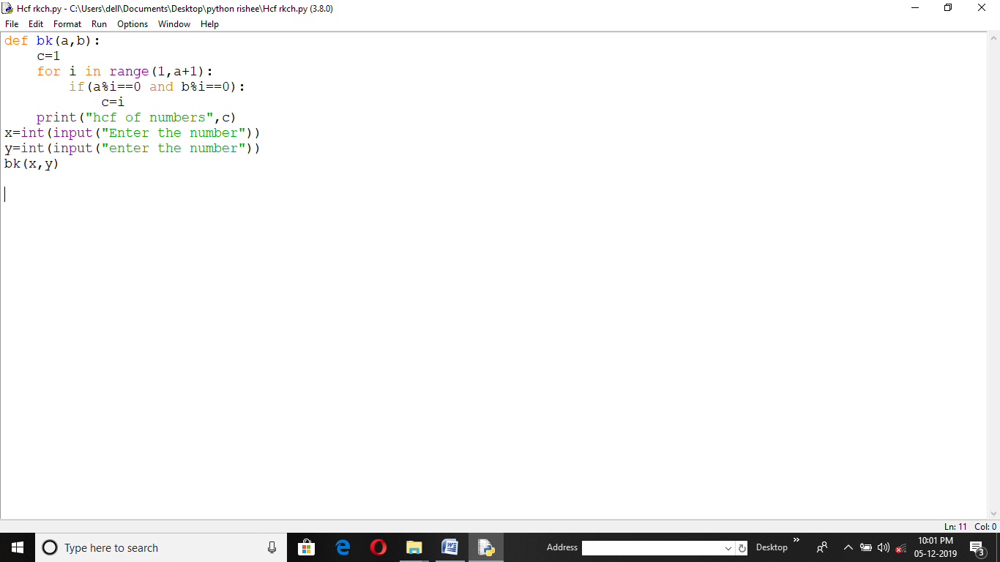 Hcf rkch.py - C:\Users\dell\Documents\Desktop\python rishee\Hcf rkch.py (3.8.0)
File Edit Format Run Options Window Help
def bk(a,b):
    c=1
    for i in range(1,a+1):
        if(a%i==0 and b%i==0):
            c=i
    print("hcf of numbers",c)
x=int(input("Enter the number"))
y=int(input("enter the number"))
bk(x,y)
Ln: 11 Col: 0
Type here to search
Address
Desktop
10:01 PM
05-12-2019
3